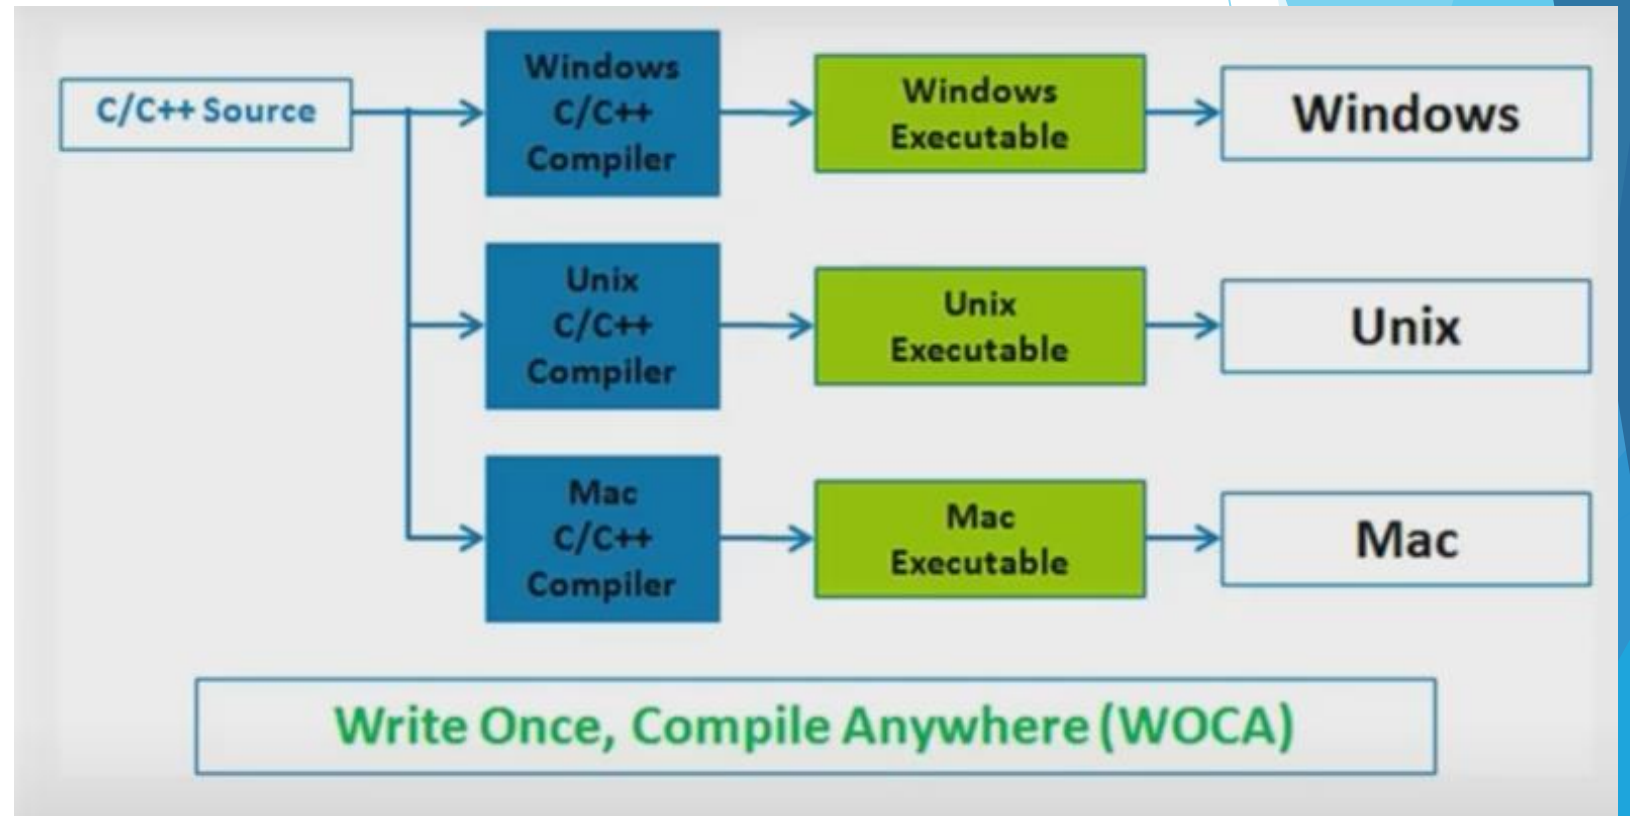 C/C++ Source
Windows
C/C++
Compiler
Windows
Executable
Windows
Unix
C/C++
Compiler
Unix
Executable
Unix
Mac
C/C++
Compiler
Mac
Executable
Mac
Write Once, Compile Anywhere (WOCA)